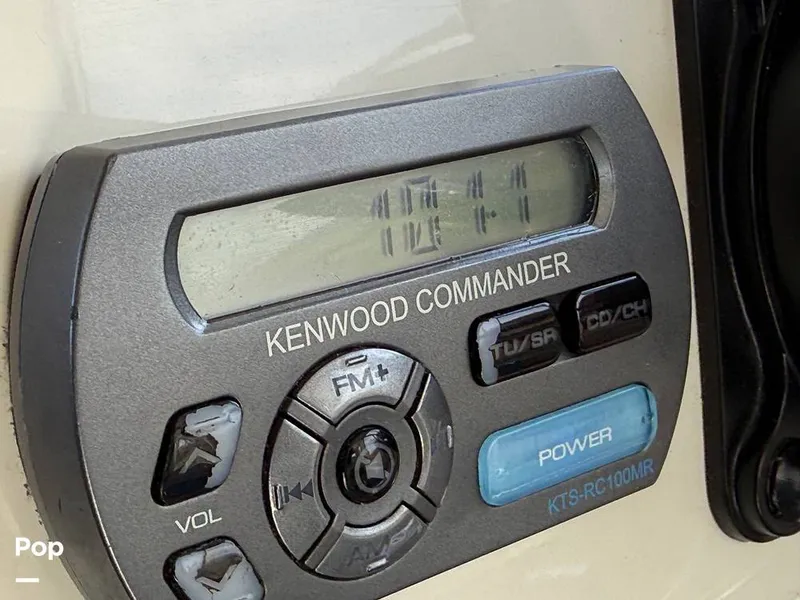 101.1
KENWOOD COMMANDER
TU/SR
CD/CH
FM+
POWER
KTS-RC100MR
VOL
Pop